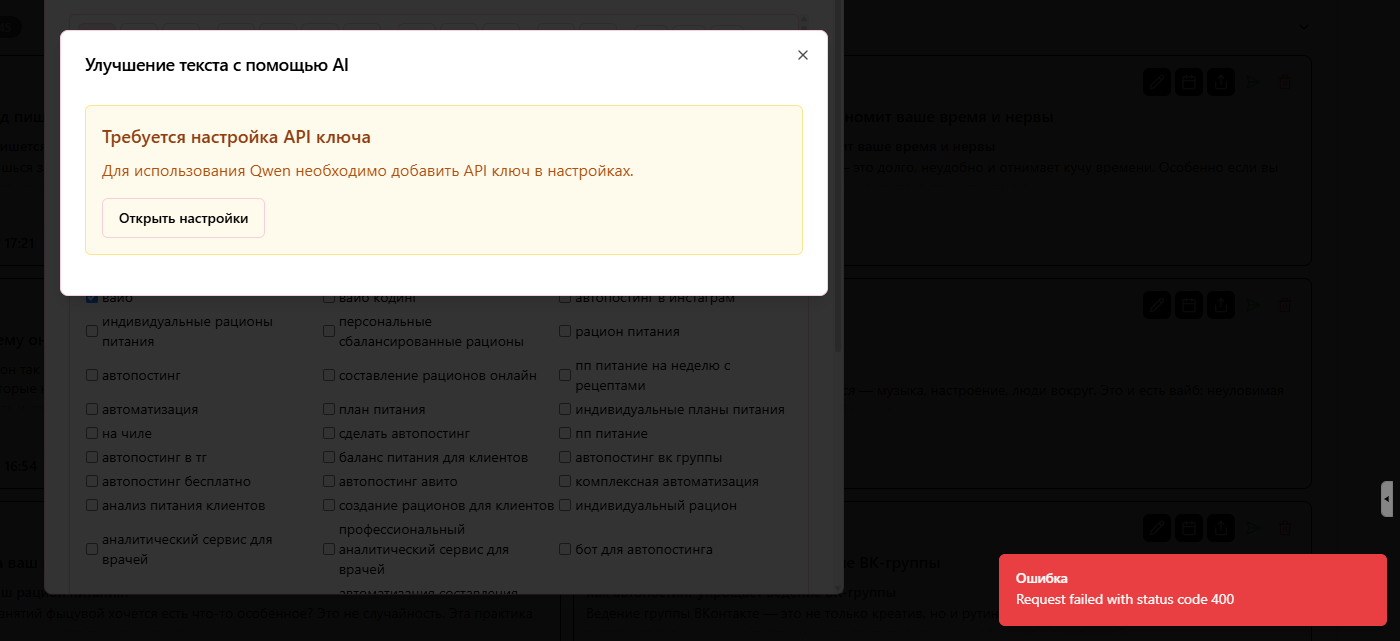 Улучшение текста с помощью AI
Требуется настройка API ключа
Для использования Qwen необходимо добавить API ключ в настройках.
Открыть настройки
номит ваше время и нервы
ит ваше время и нервы
— это долго, неудобно и отнимает кучу времени. Особенно если вы
17:21
вайб
вайб кодинг
автопостинг в инстаграм
индивидуальные рационы
питания
персональные
сбалансированные рационы
рацион питания
автопостинг
составление рационов онлайн
пп питание на неделю с
рецептами
автоматизация
план питания
индивидуальные планы питания
на чиле
сделать автопостинг
пп питание
автопостинг в тг
баланс питания для клиентов
автопостинг вк группы
автопостинг бесплатно
автопостинг авито
комплексная автоматизация
анализ питания клиентов
создание рационов для клиентов
индивидуальный рацион
аналитический сервис для
врачей
профессиональный
аналитический сервис для
врачей
бот для автопостинга
автоматизация составления
— музыка, настроение, люди вокруг. Это и есть вайб: неуловимая
16:54
ие ВК-группы
Ведение группы ВКонтакте — это не только креатив, но и рутин
Ошибка
Request failed with status code 400